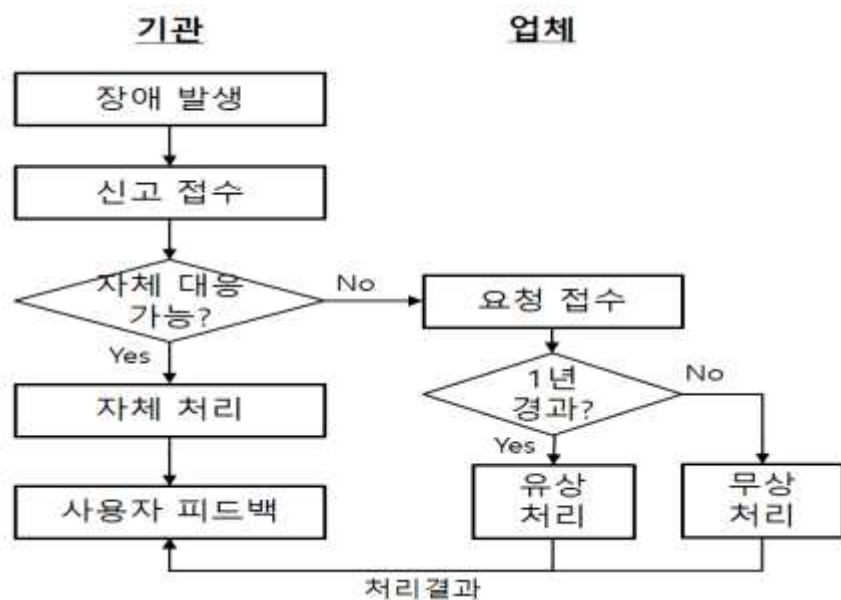 기관
업체
장애 발생
신고 접수
자체 대응
가능?
No
요청 접수
Yes
1년
경과?
No
자체 처리
Yes
유상
처리
무상
처리
사용자 피드백
처리결과